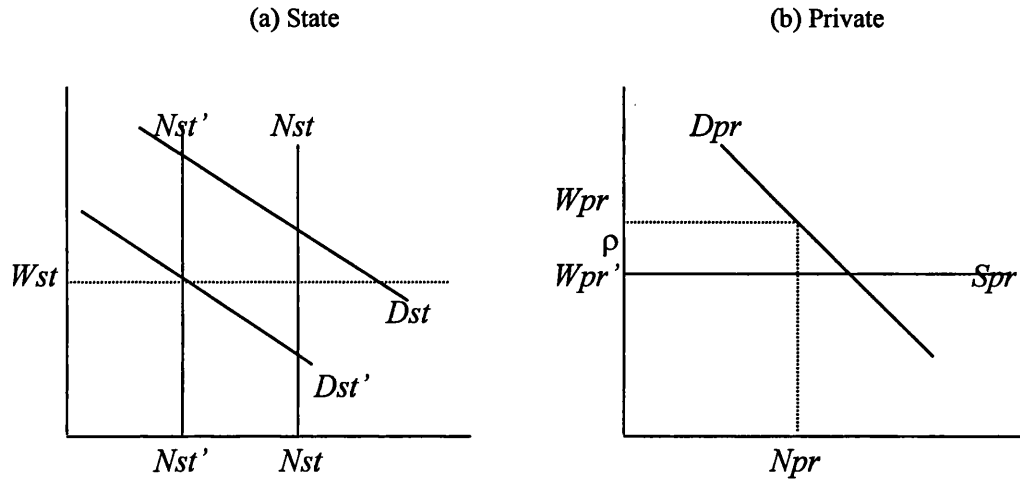 (a) State
(b) Private
Nst’ Nst
Dpr
Wpr
ρ
Wst
Wpr’
Spr
Dst
Dst’
Nst’ Nst
Npr